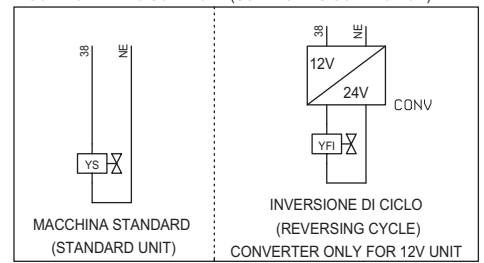 38
NE
YS
MACCHINA STANDARD
(STANDARD UNIT)
38
NE
12V
24V
CONV
YFI
INVERSIONE DI CICLO
(REVERSING CYCLE)
CONVERTER ONLY FOR 12V UNIT